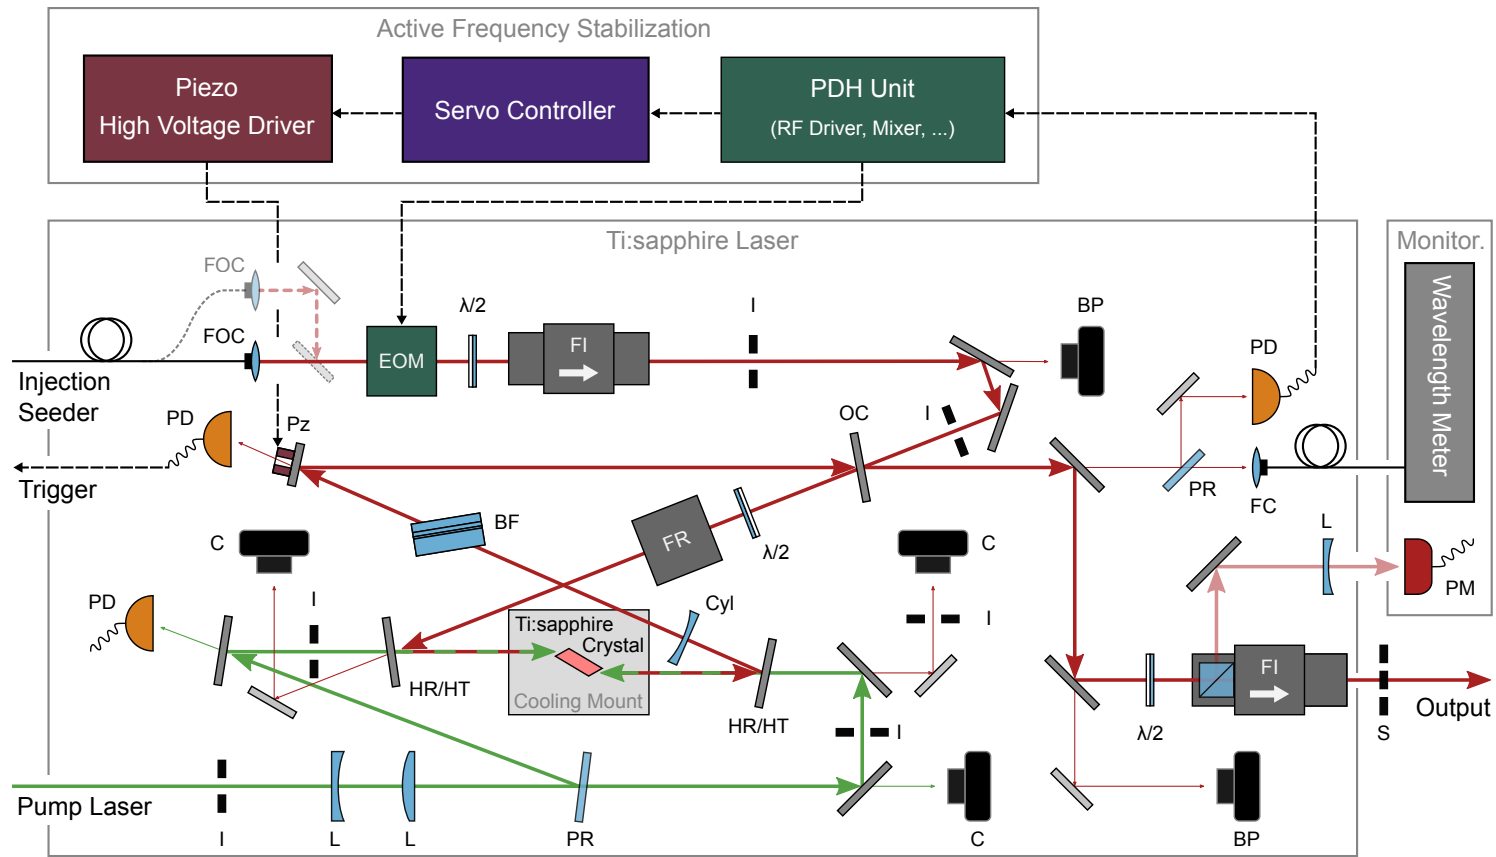 Active Frequency Stabilization
Piezo
High Voltage Driver
Servo Controller
PDH Unit
(RF Driver, Mixer, ...)
Ti:sapphire Laser
Monitor.
FOC
FOC
Injection
Seeder
EOM
λ/2
FI
I
BP
PD
Wavelength Meter
PD
Pz
OC
I
Trigger
PR
FC
C
BF
FR
λ/2
C
L
PM
PD
I
Cyl
I
Ti:sapphire
Crystal
Cooling Mount
HR/HT
HR/HT
FI
λ/2
Output
S
I
Pump Laser
I
L
L
PR
C
BP